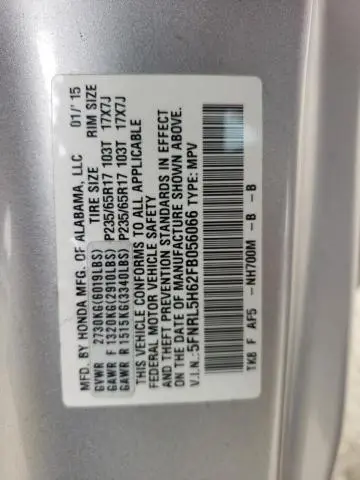 MFD. BY HONDA MFG. OF ALABAMA, LLC 01/'15
TIRE SIZE RIM SIZE
GVWR 2730KG(6019LBS)
GAWR F 1320KG(2910LBS) P235/65R17 103T 17X7J
GAWR R 1515KG(3340LBS) P235/65R17 103T 17X7J
THIS VEHICLE CONFORMS TO ALL APPLICABLE
FEDERAL MOTOR VEHICLE SAFETY
AND THEFT PREVENTION STANDARDS IN EFFECT
ON THE DATE OF MANUFACTURE SHOWN ABOVE.
V.I.N.:5FNRL5H62FB056066 TYPE: MPV
TK8 F AF5 -NH700M -B -B